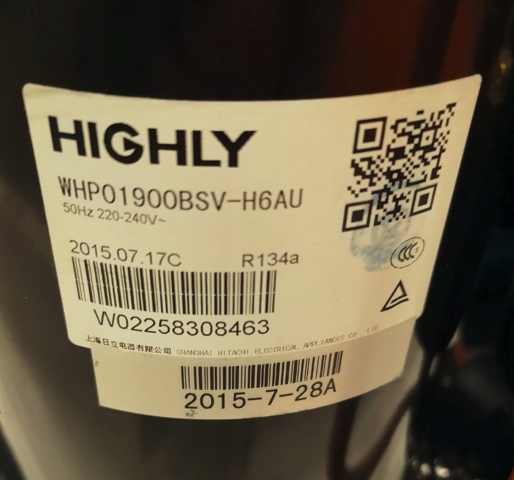 HIGHLY
WHP01900BSV-H6AU
50Hz 220-240V~
2015.07.17C R134a
W02258308463
上海日立电器有限公司 SHANGHAI HITACHI ELECTRICAL APPLIANCES CO., LTD
2015-7-28A